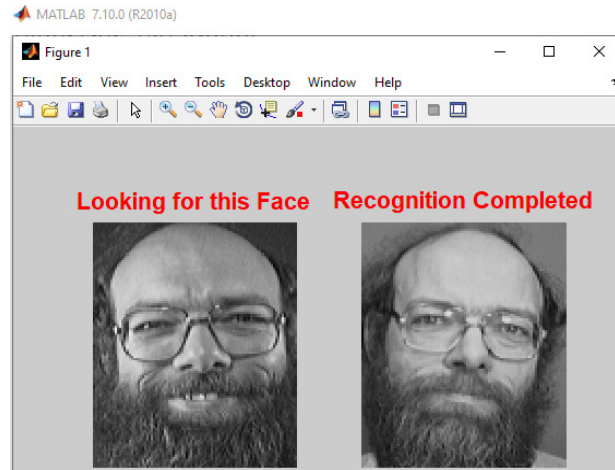 MATLAB 7.10.0 (R2010a)
Figure 1
File Edit View Insert Tools Desktop Window Help
Looking for this Face Recognition Completed